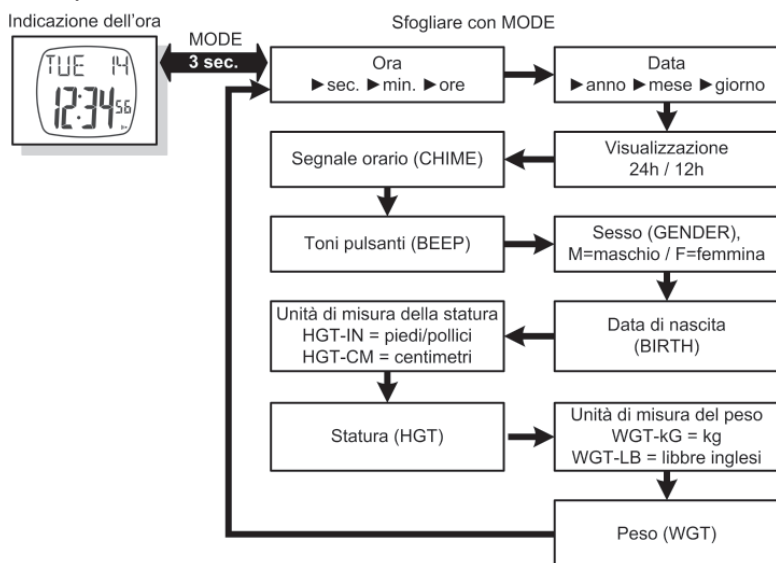 Indicazione dell'ora
Sfogliare con MODE
MODE
3 sec.
TUE 14
12:34 56
Ora
►sec. ►min. ►ore
Data
►anno ►mese ►giorno
Visualizzazione
24h / 12h
Segnale orario (CHIME)
Toni pulsanti (BEEP)
Sesso (GENDER),
M=maschio / F=femmina
Data di nascita
(BIRTH)
Unità di misura della statura
HGT-IN = piedi/pollici
HGT-CM = centimetri
Statura (HGT)
Unità di misura del peso
WGT-kG = kg
WGT-LB = libbre inglesi
Peso (WGT)